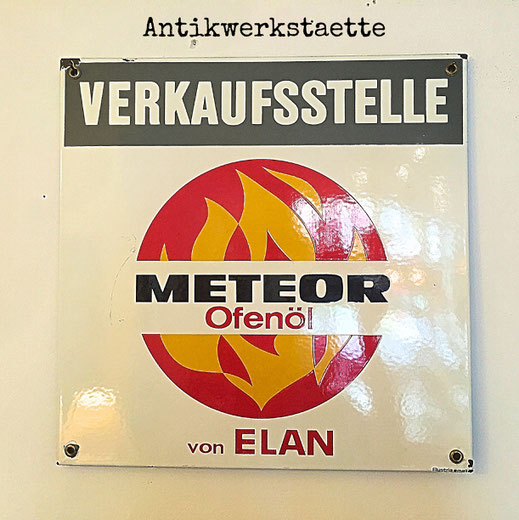 Antikwerkstaette
VERKAUFSSTELLE
METEOR
Ofenöl
von ELAN